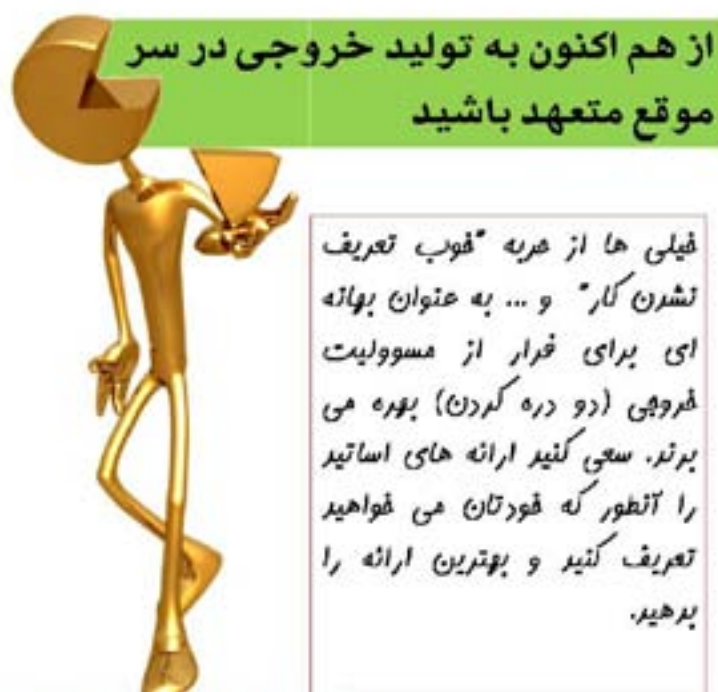 از هم اکنون به تولید خروجی در سر
موقع متعهد باشید
خیلی ها از حربه "خوب تعریف
نشدن کار" و ... به عنوان بهانه
ای برای فرار از مسوولیت
خروجی (دو دره کردن) بهره می
برند. سعی کنید ارائه های اساتید
را آنطور که خودتان می خواهید
تعریف کنید و بهترین ارائه را
بدهید.